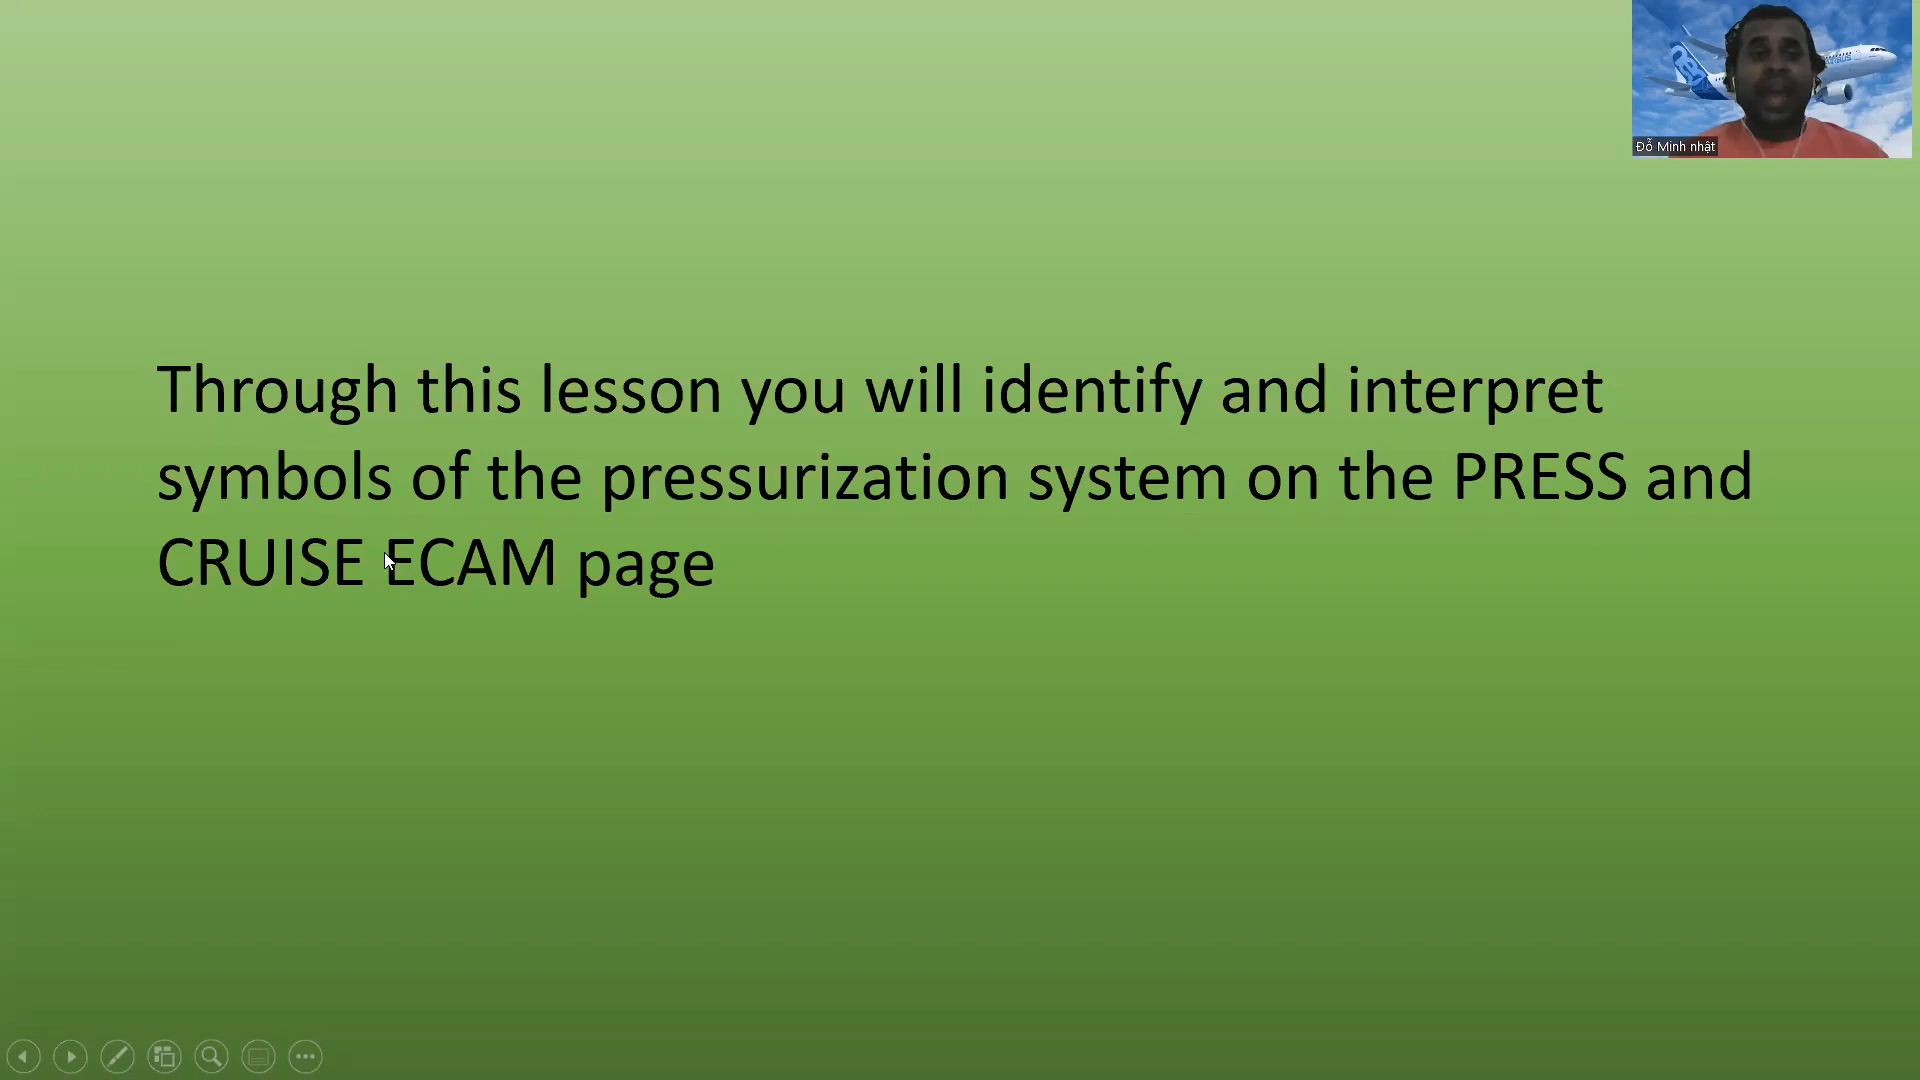 Đỗ Minh nhật
Through this lesson you will identify and interpret
symbols of the pressurization system on the PRESS and
CRUISE ECAM page